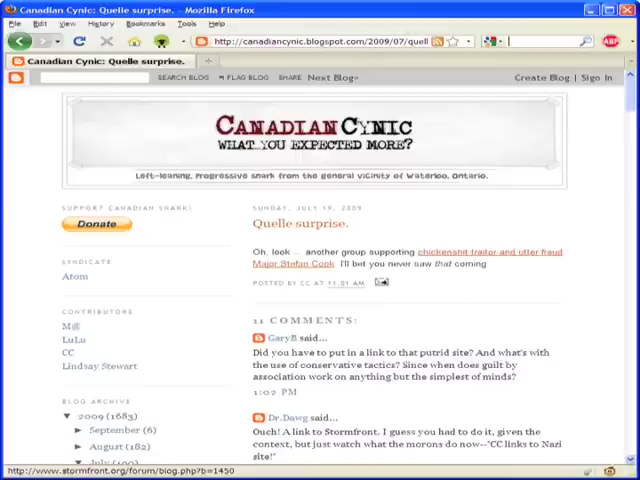 Canadian Cynic: Quelle surprise. - Mozilla Firefox
File Edit View History Bookmarks Tools Help
http://canadiancynic.blogspot.com/2009/07/quell
ABP
Canadian Cynic: Quelle surprise.
SEARCH BLOG FLAG BLOG SHARE Next Blog» Create Blog | Sign In
CANADIAN CYNIC
WHAT...YOU EXPECTED MORE?
Left-leaning, Progressive snark from the general vicinity of Waterloo, Ontario.
SUPPORT CANADIAN SNARK!
Donate
SYNDICATE
Atom
CONTRIBUTORS
M@
LuLu
CC
Lindsay Stewart
BLOG ARCHIVE
▼ 2009 (1683)
► September (6)
► August (182)
▼ July (190)
SUNDAY, JULY 19, 2009
Quelle surprise.
Oh, look ... another group supporting chickenshit traitor and utter fraud
Major Stefan Cook. I'll bet you never saw that coming
POSTED BY CC AT 11:01 AM
11 COMMENTS:
GaryB said...
Did you have to put in a link to that putrid site? And what's with
the use of conservative tactics? Since when does guilt by
association work on anything but the simplest of minds?
1:02 PM
Dr.Dawg said...
Ouch! A link to Stormfront. I guess you had to do it, given the
context, but just watch what the morons do now--"CC links to Nazi
site!"
http://www.stormfront.org/forum/blog.php?b=1450